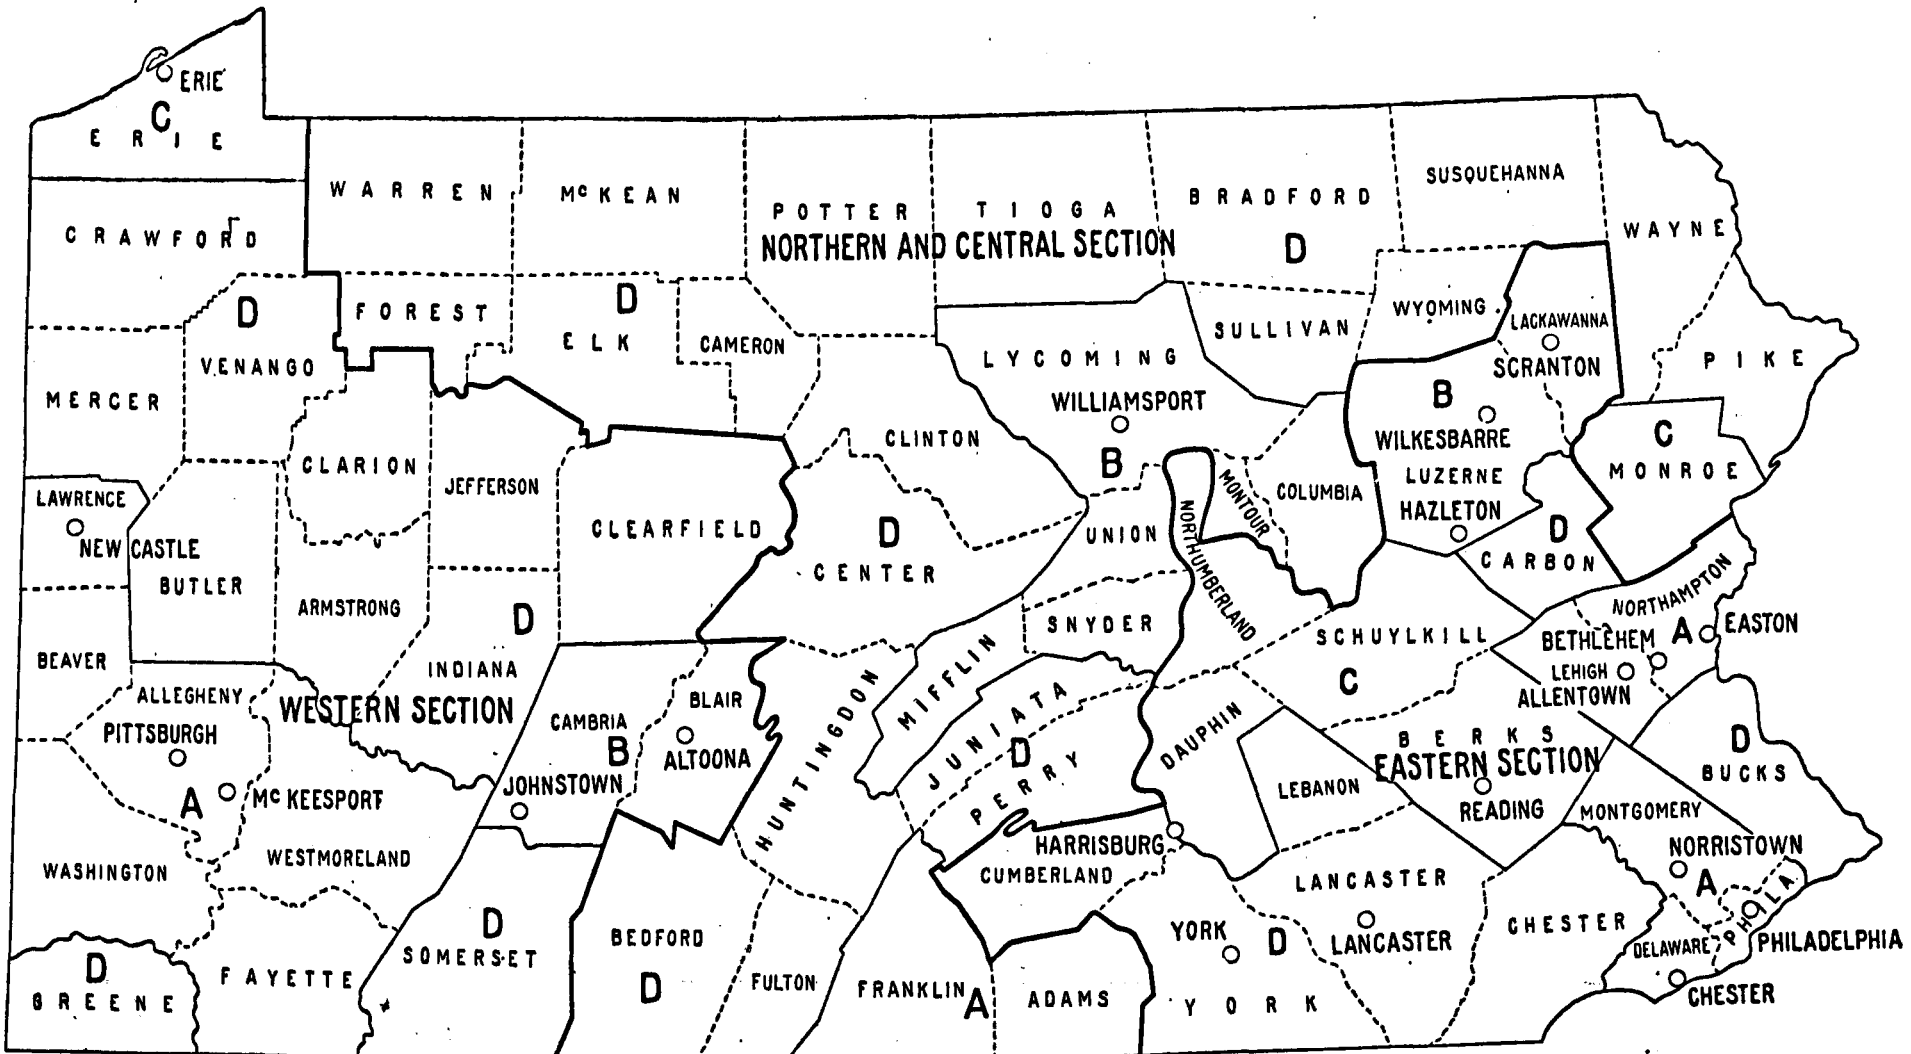 ERIE
C
ERIE
WARREN
McKEAN
POTTER
TIOGA
BRADFORD
SUSQUEHANNA
WAYNE
CRAWFORD
NORTHERN AND CENTRAL SECTION
D
D
D
VENANGO
FOREST
ELK
CAMERON
LYCOMING
SULLIVAN
WYOMING
LACKAWANNA
SCRANTON
PIKE
MERCER
WILLIAMSPORT
B
WILKESBARRE
C
MONROE
CLARION
JEFFERSON
CLINTON
B
MONTOUR
COLUMBIA
LUZERNE
HAZLETON
LAWRENCE
NEW CASTLE
CLEARFIELD
D
CENTER
UNION
NORTHUMBERLAND
D
CARBON
BUTLER
ARMSTRONG
D
SNYDER
SCHUYLKILL
NORTHAMPTON
BETHLEHEM
A
EASTON
BEAVER
INDIANA
MIFFLIN
LEHIGH
ALLENTOWN
ALLEGHENY
PITTSBURGH
WESTERN SECTION
CAMBRIA
BLAIR
B
ALTOONA
HUNTINGDON
JUNIATA
D
PERRY
DAUPHIN
C
BERKS
EASTERN SECTION
READING
D
BUCKS
A
McKEESPORT
JOHNSTOWN
LEBANON
MONTGOMERY
NORRISTOWN
WASHINGTON
WESTMORELAND
HARRISBURG
CUMBERLAND
LANCASTER
A
PHILA
D
GREENE
FAYETTE
D
SOMERSET
BEDFORD
D
FULTON
FRANKLIN
A
ADAMS
YORK
D
YORK
LANCASTER
CHESTER
DELAWARE
PHILADELPHIA
CHESTER